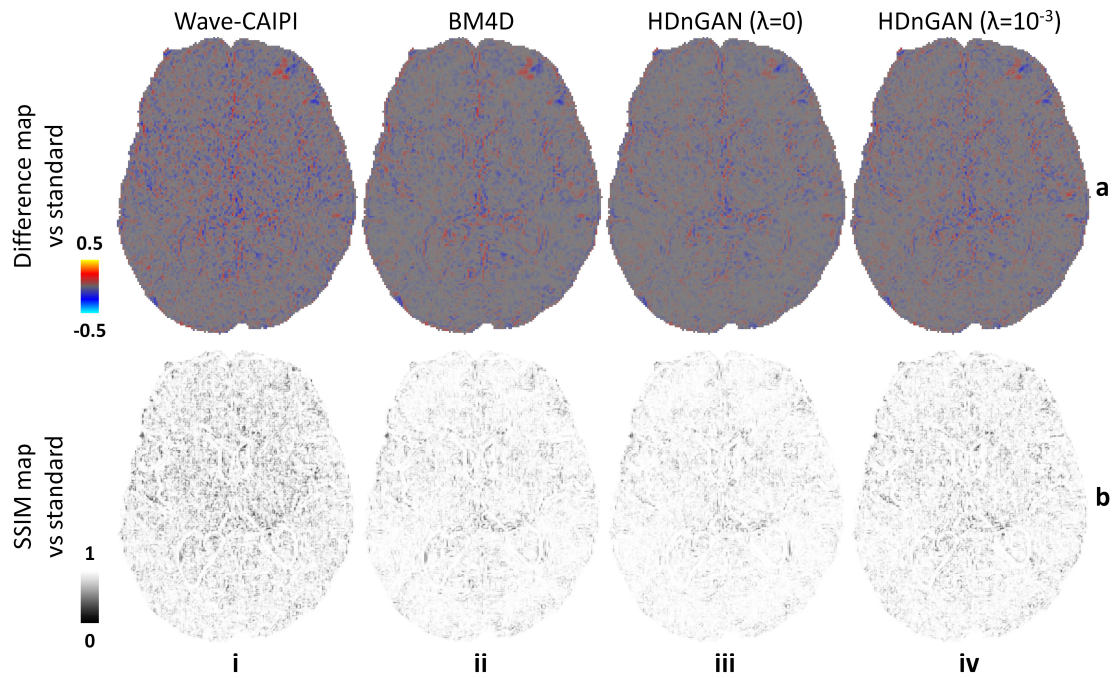 Wave-CAIPI BM4D HDnGAN (λ=0) HDnGAN (λ=10⁻³)
Difference map
vs standard
0.5
-0.5
a
SSIM map
vs standard
1
0
b
i ii iii iv